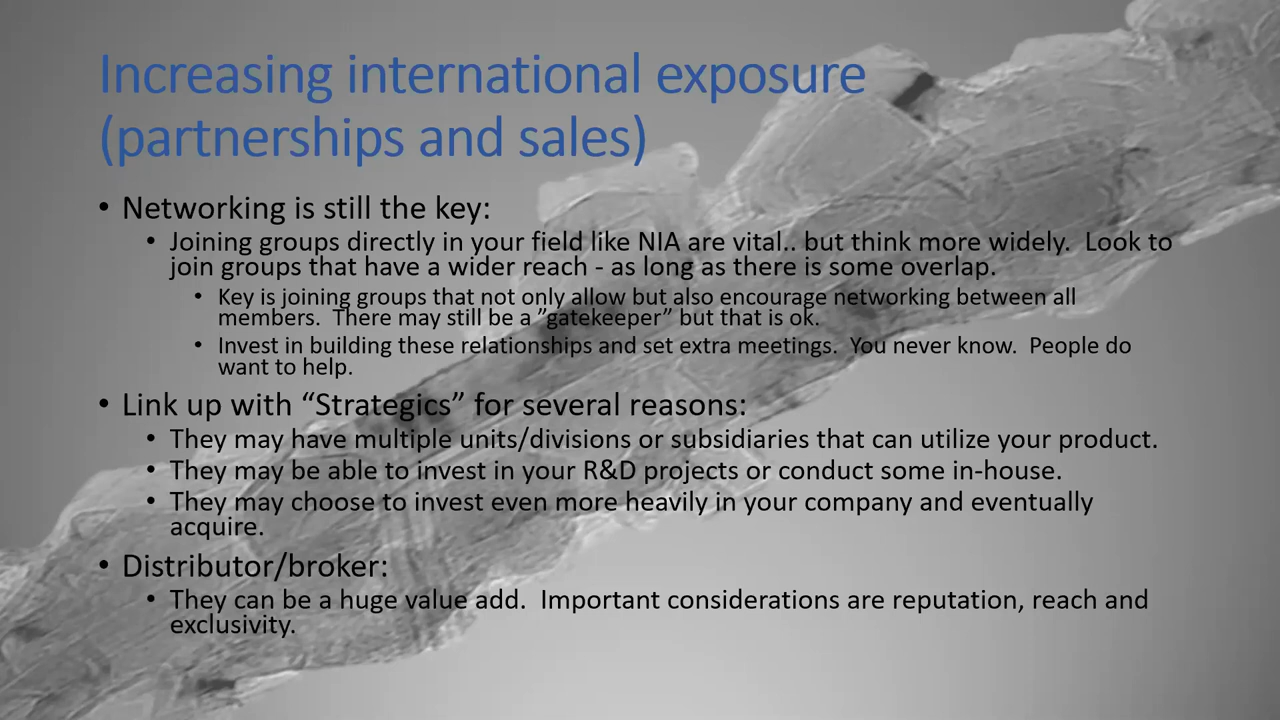 Increasing international exposure
(partnerships and sales)
• Networking is still the key:
• Joining groups directly in your field like NIA are vital.. but think more widely.  Look to
join groups that have a wider reach - as long as there is some overlap.
• Key is joining groups that not only allow but also encourage networking between all
members.  There may still be a ”gatekeeper” but that is ok.
• Invest in building these relationships and set extra meetings.  You never know.  People do
want to help.
• Link up with “Strategics” for several reasons:
• They may have multiple units/divisions or subsidiaries that can utilize your product.
• They may be able to invest in your R&D projects or conduct some in-house.
• They may choose to invest even more heavily in your company and eventually
acquire.
• Distributor/broker:
• They can be a huge value add.  Important considerations are reputation, reach and
exclusivity.